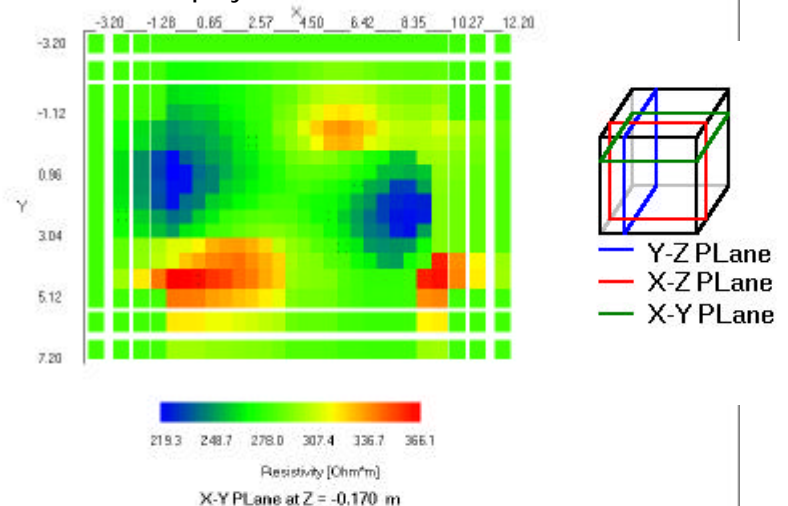 X
-3.20 -1.28 0.65 2.57 4.50 6.42 8.35 10.27 12.20
-3.20
-1.12
0.96
Y
3.04
5.12
7.20
Y-Z PLane
X-Z PLane
X-Y PLane
219.3 248.7 278.0 307.4 336.7 366.1
Resistivity [Ohm*m]
X-Y PLane at Z = -0.170 m